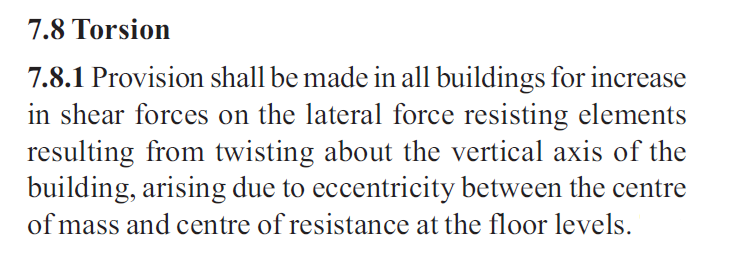 7.8 Torsion
7.8.1 Provision shall be made in all buildings for increase
in shear forces on the lateral force resisting elements
resulting from twisting about the vertical axis of the
building, arising due to eccentricity between the centre
of mass and centre of resistance at the floor levels.